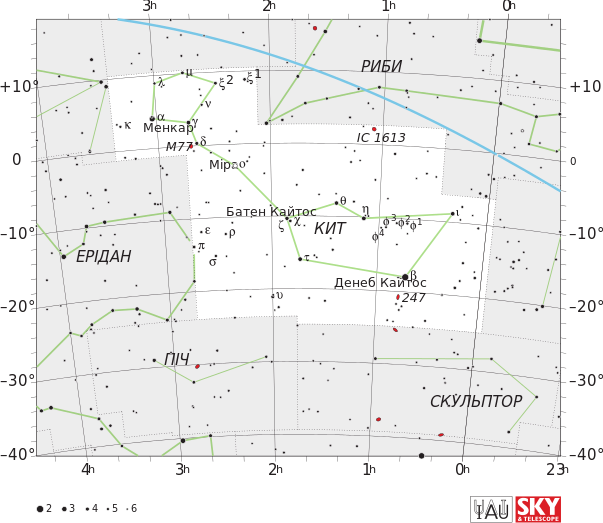 3h 2h 1h 0h
+10° +10°
0 0
−10° −10°
−20° −20°
−30° −30°
−40° −40°
4h 3h 2h 1h 0h 23h
РИБИ
λ μ ξ2 ξ1
ν
κ α γ
Менкар
IC 1613
M77 δ
Міра ο
θ
Батен Кайтос η ι
ζ χ
КИТ
φ4 φ3 φ2 φ1
ε ρ
π
ЕРІДАН
σ τ
β
Денеб Кайтос
υ 247
ПІЧ
СКУЛЬПТОР
2 3 4 5 6
IAU
SKY
& TELESCOPE